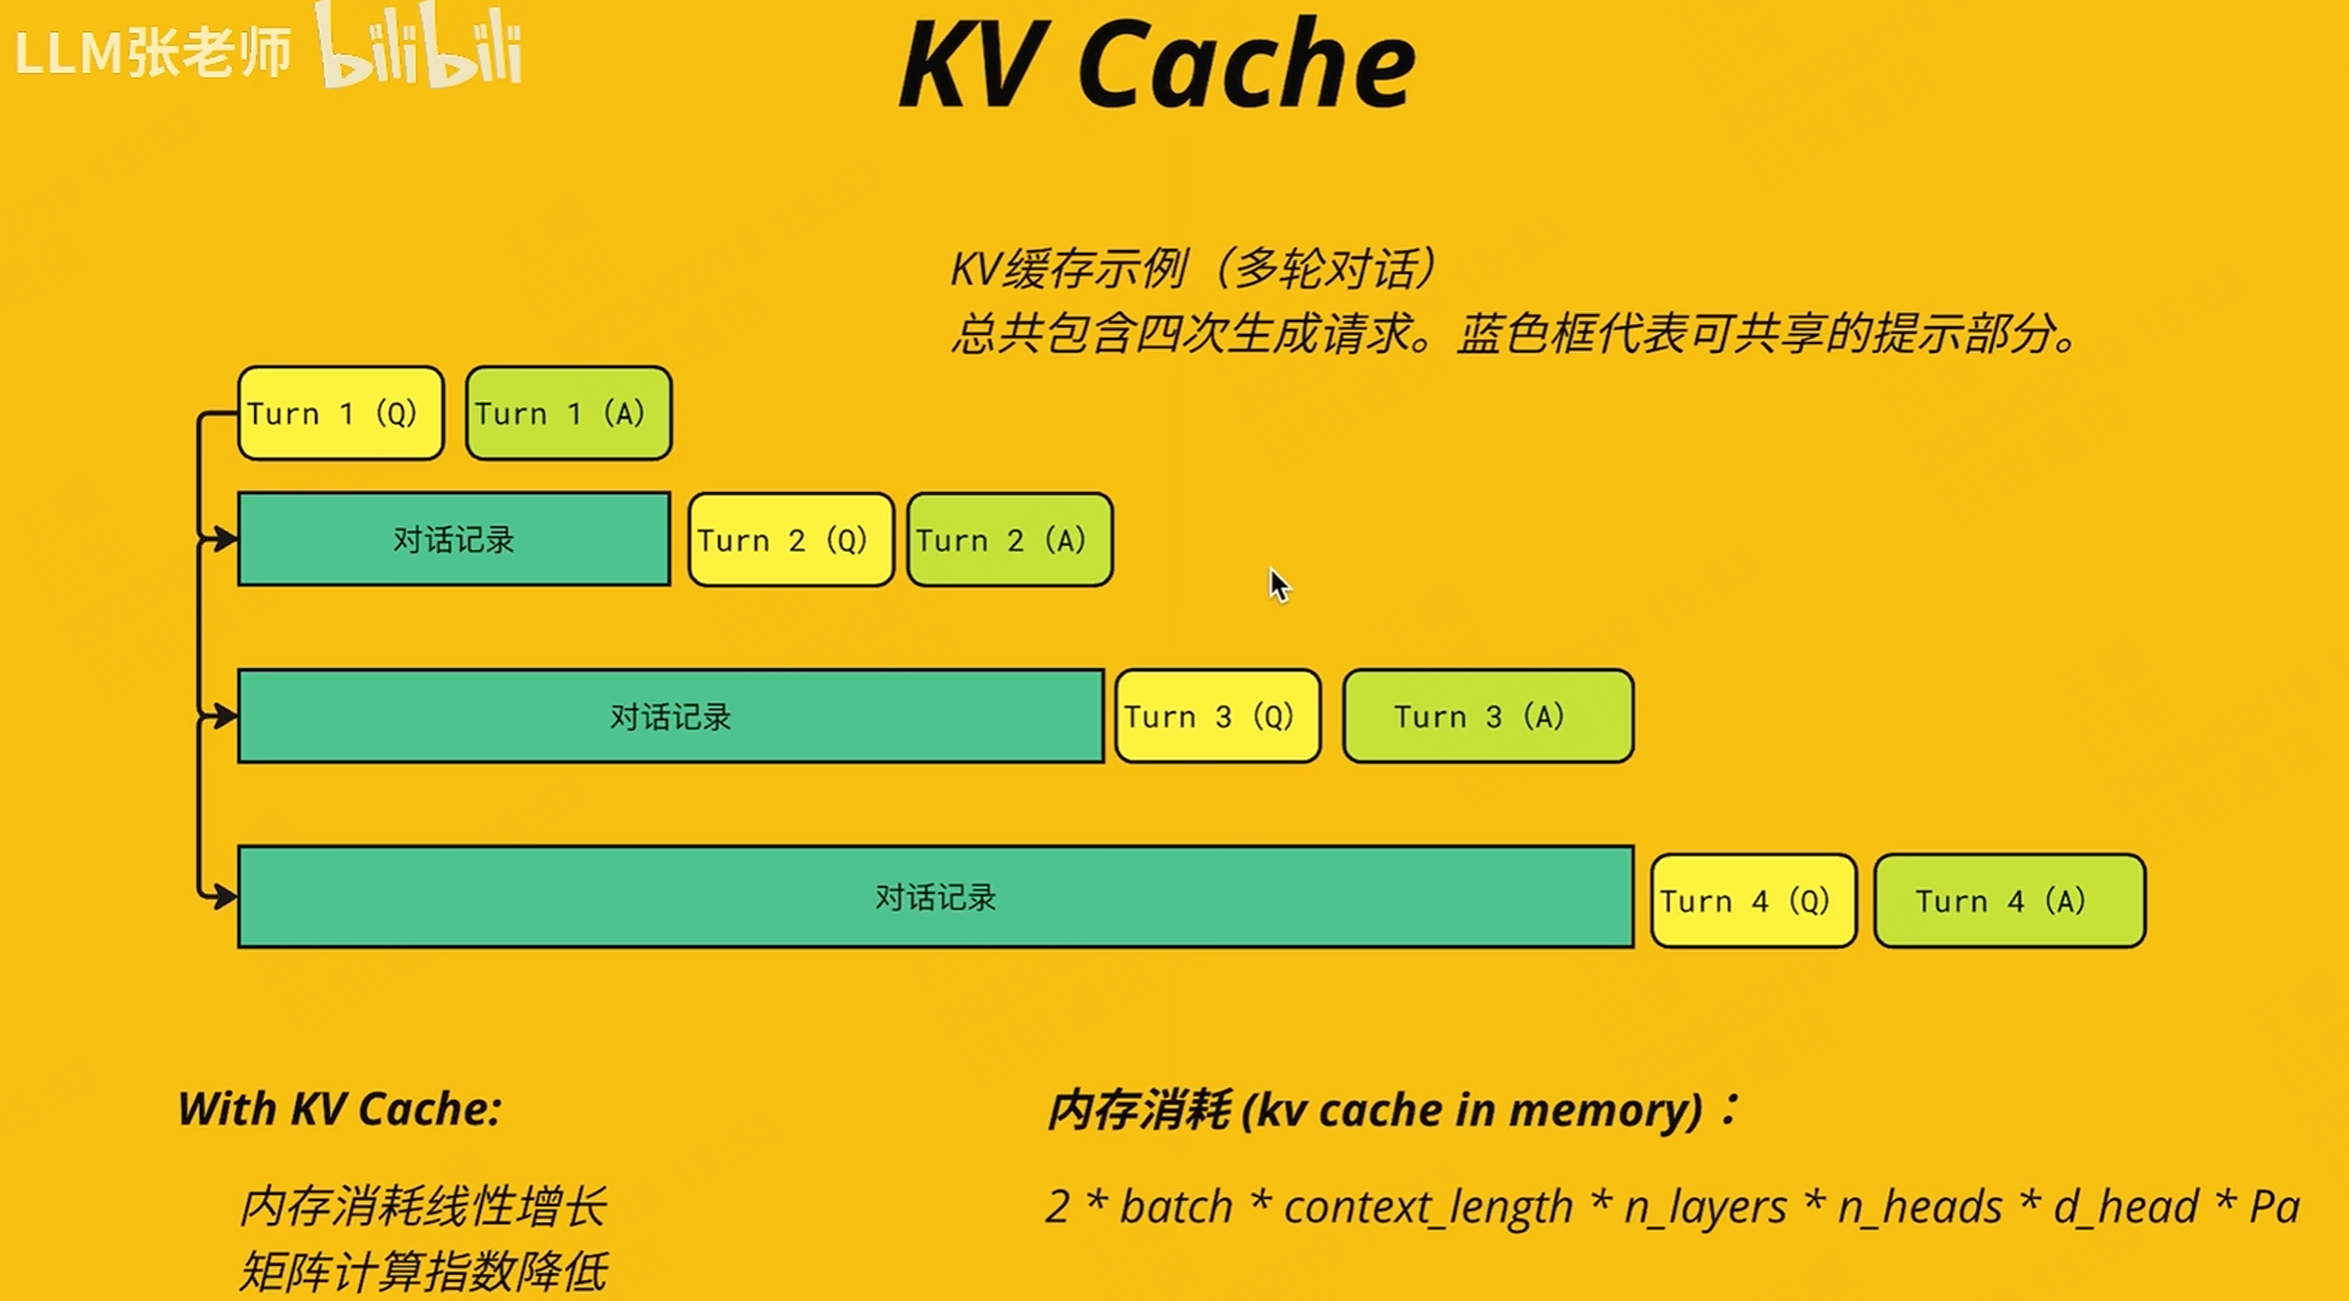 LLM张老师 bilibili
KV Cache
KV缓存示例（多轮对话）
总共包含四次生成请求。蓝色框代表可共享的提示部分。
Turn 1（Q） Turn 1（A）
对话记录 Turn 2（Q） Turn 2（A）
对话记录 Turn 3（Q） Turn 3（A）
对话记录 Turn 4（Q） Turn 4（A）
With KV Cache:
内存消耗线性增长
矩阵计算指数降低
内存消耗 (kv cache in memory)：
2 * batch * context_length * n_layers * n_heads * d_head * Pa